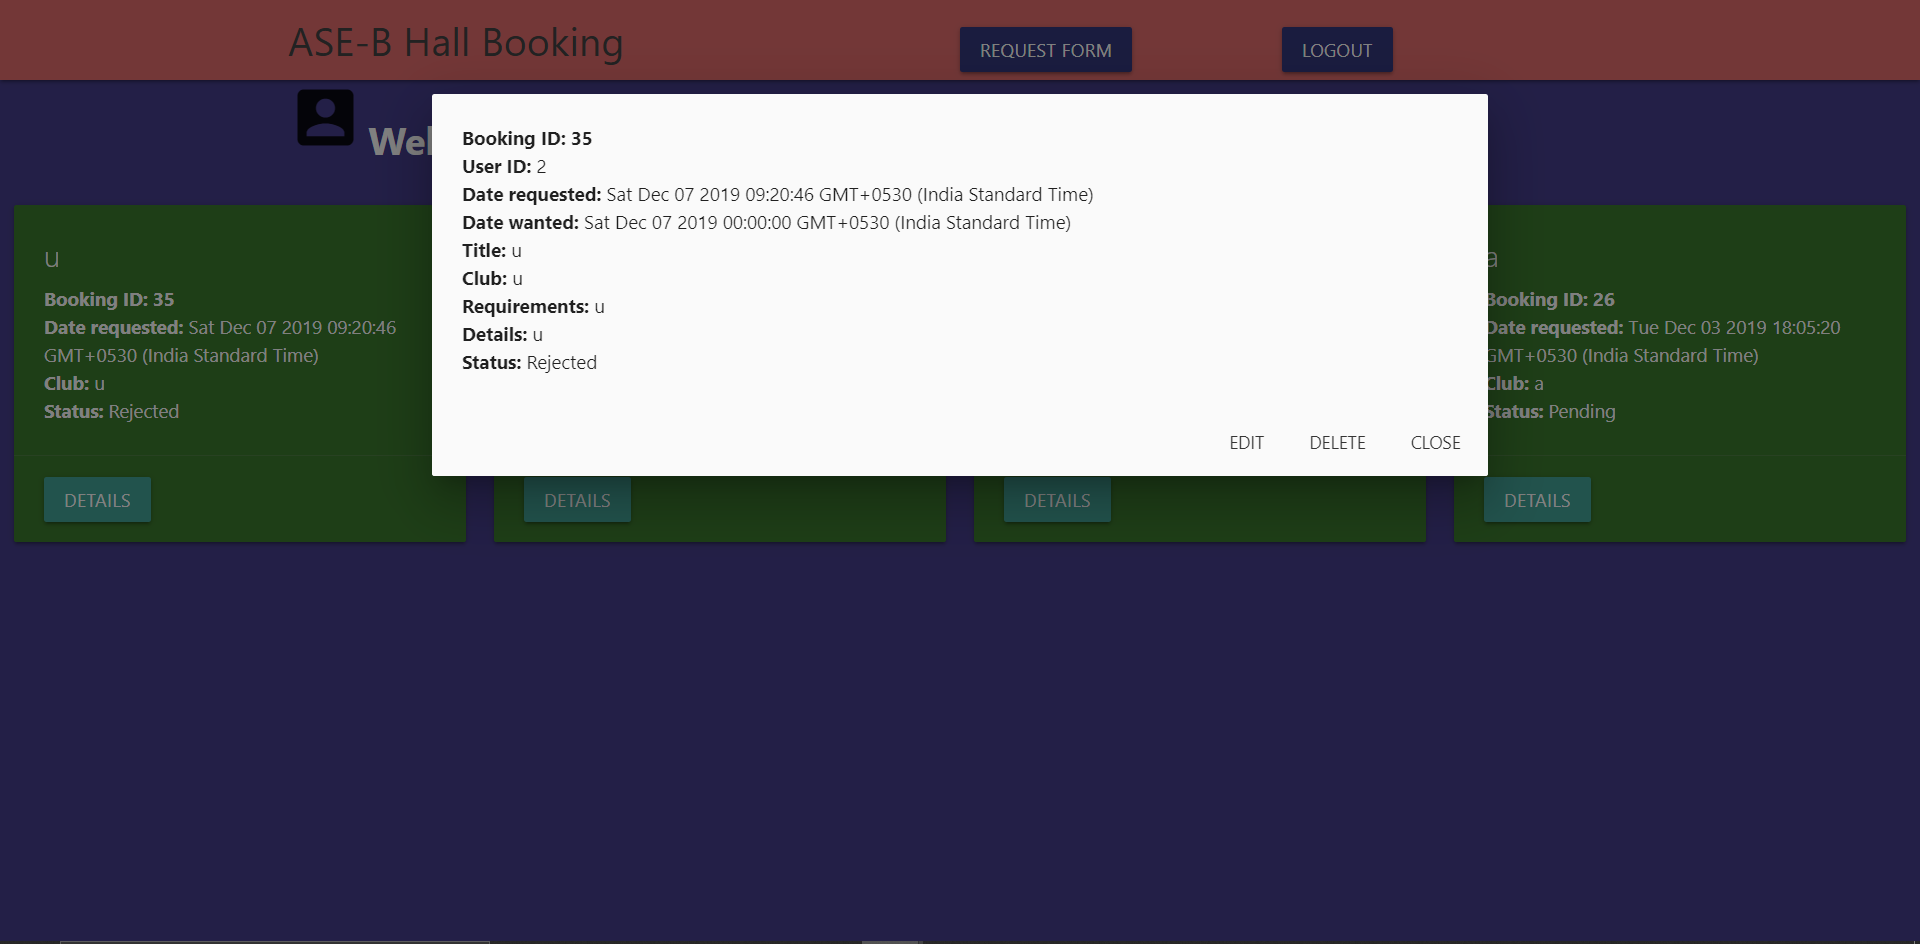 ASE-B Hall Booking
REQUEST FORM
LOGOUT
Booking ID: 35
User ID: 2
Date requested: Sat Dec 07 2019 09:20:46 GMT+0530 (India Standard Time)
Date wanted: Sat Dec 07 2019 00:00:00 GMT+0530 (India Standard Time)
Title: u
Club: u
Requirements: u
Details: u
Status: Rejected
EDIT
DELETE
CLOSE
u
Booking ID: 35
Date requested: Sat Dec 07 2019 09:20:46
GMT+0530 (India Standard Time)
Club: u
Status: Rejected
DETAILS
DETAILS
DETAILS
a
Booking ID: 26
Date requested: Tue Dec 03 2019 18:05:20
GMT+0530 (India Standard Time)
Club: a
Status: Pending
DETAILS